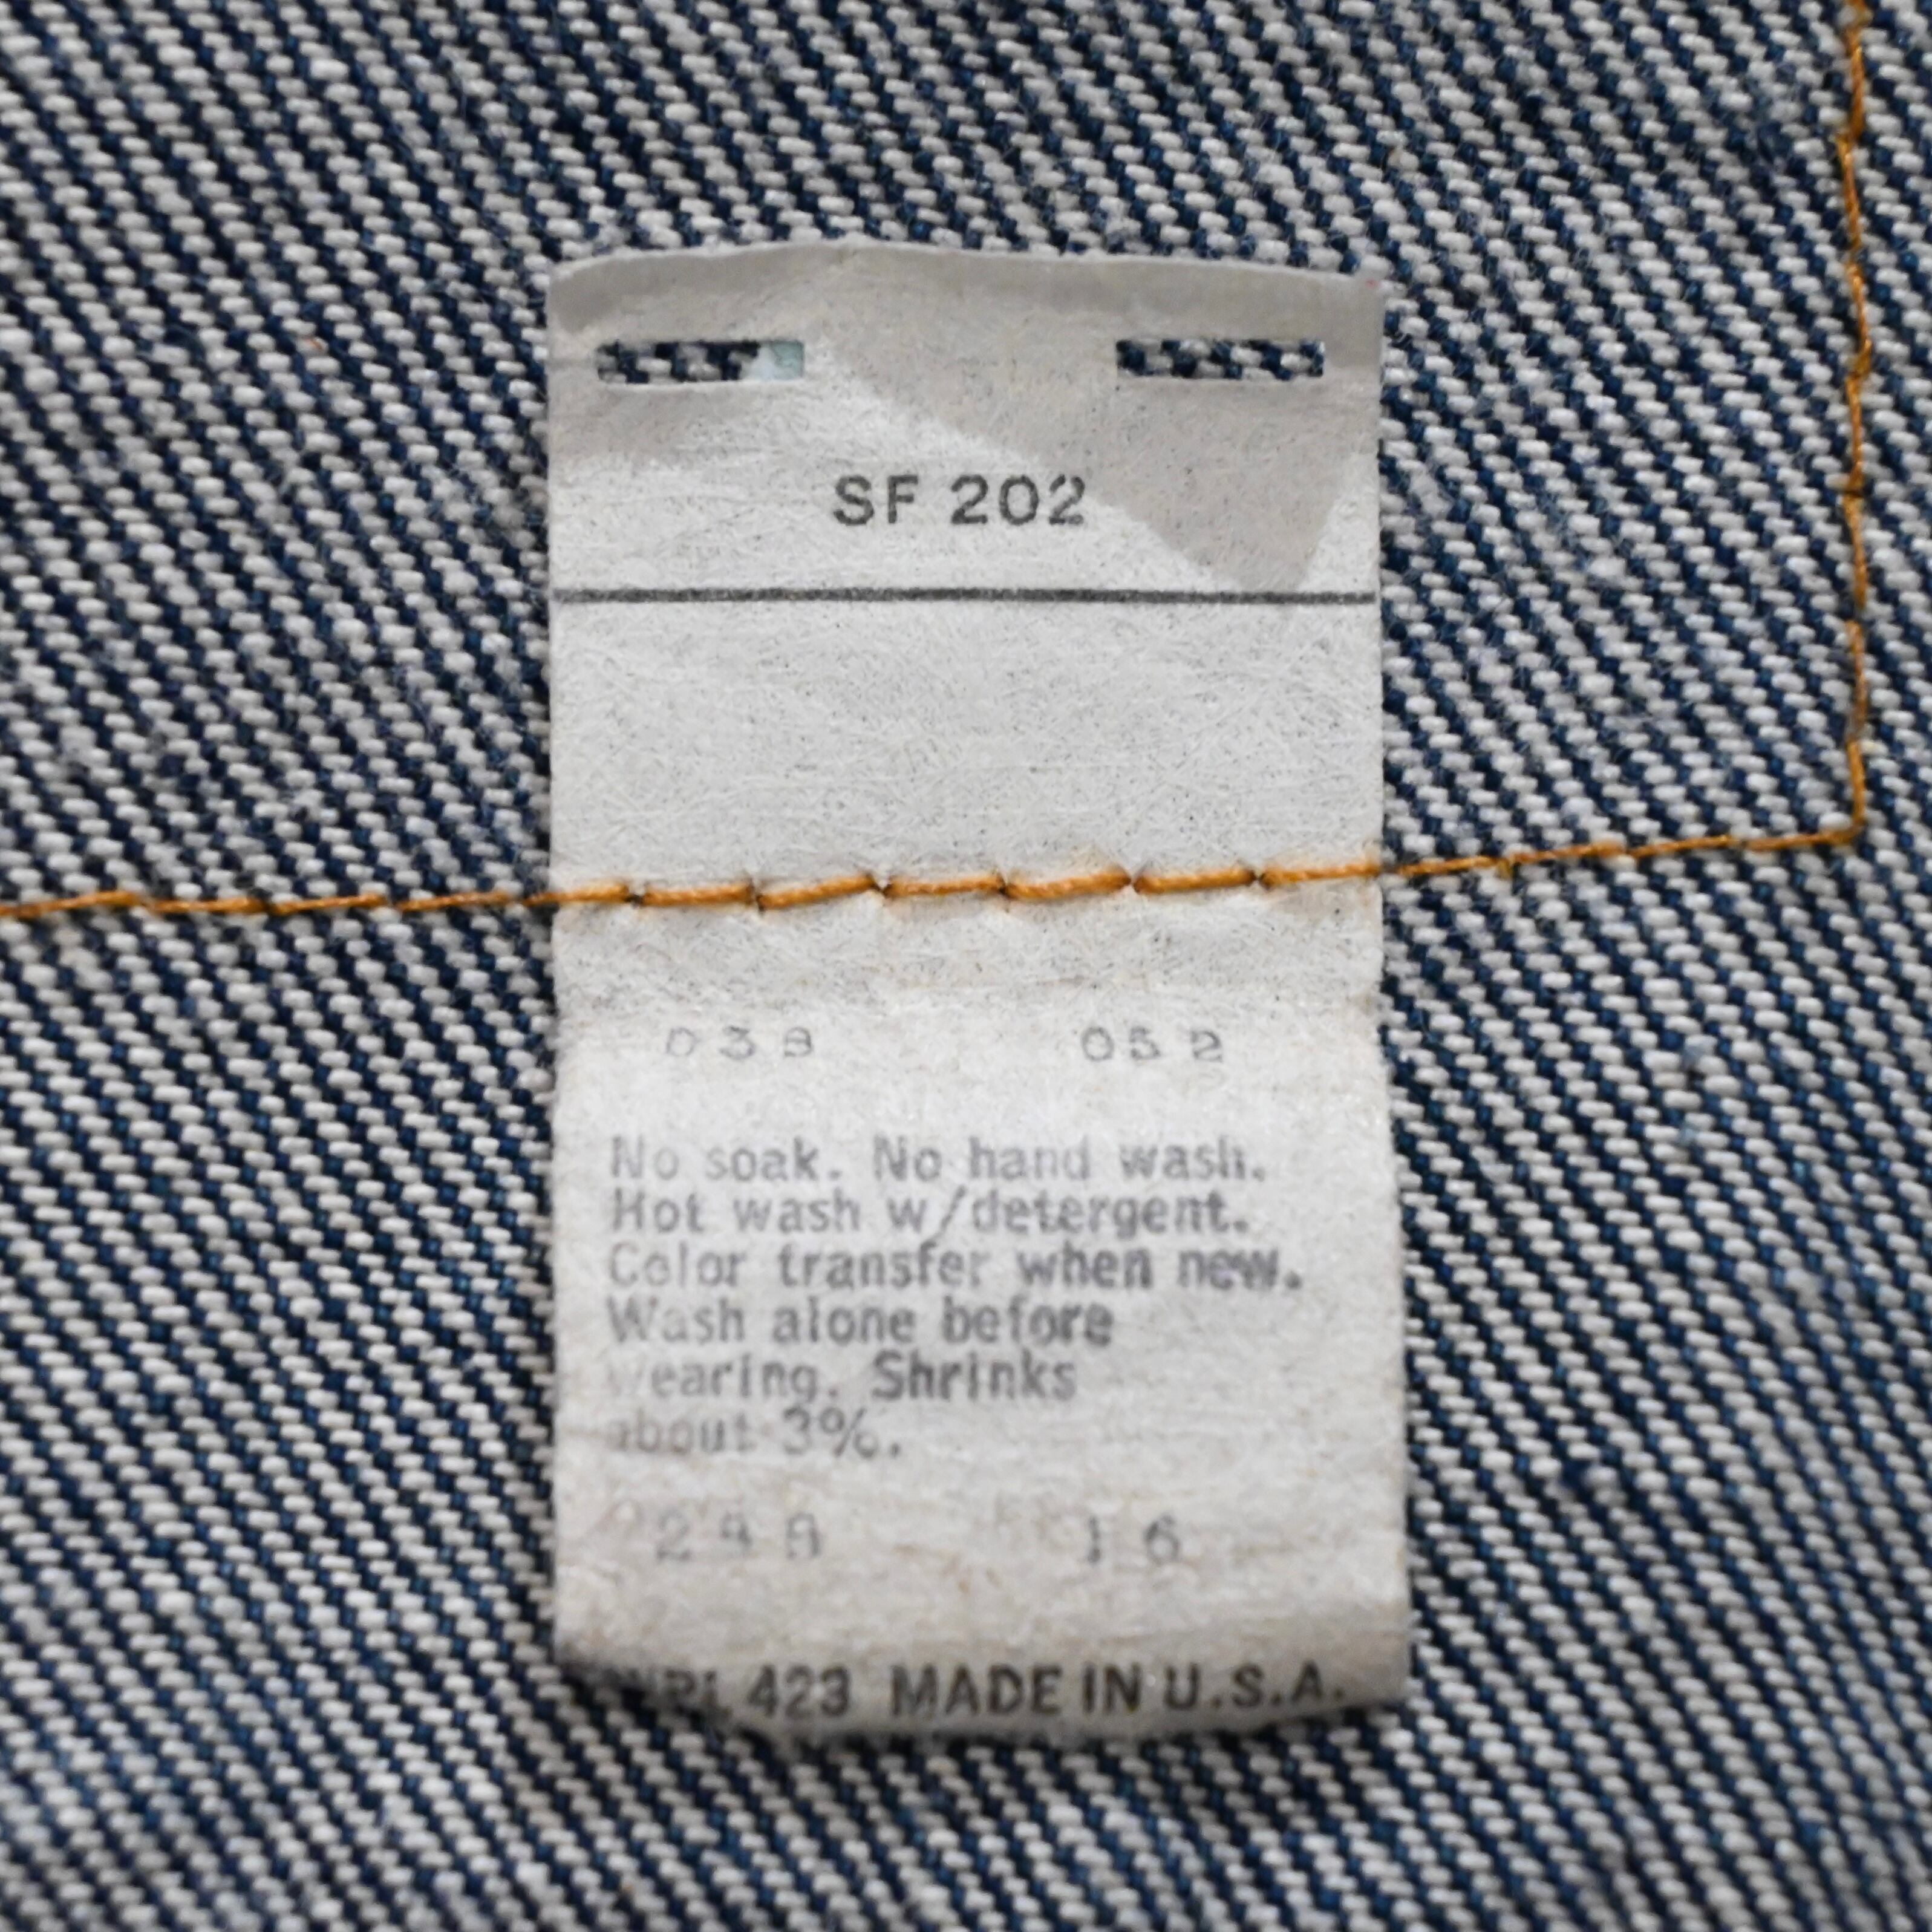 SF 202
038 052
No soak. No hand wash.
Hot wash w/detergent.
Color transfer when new.
Wash alone before
wearing. Shrinks
about 3%.
16
423 MADE IN U.S.A.